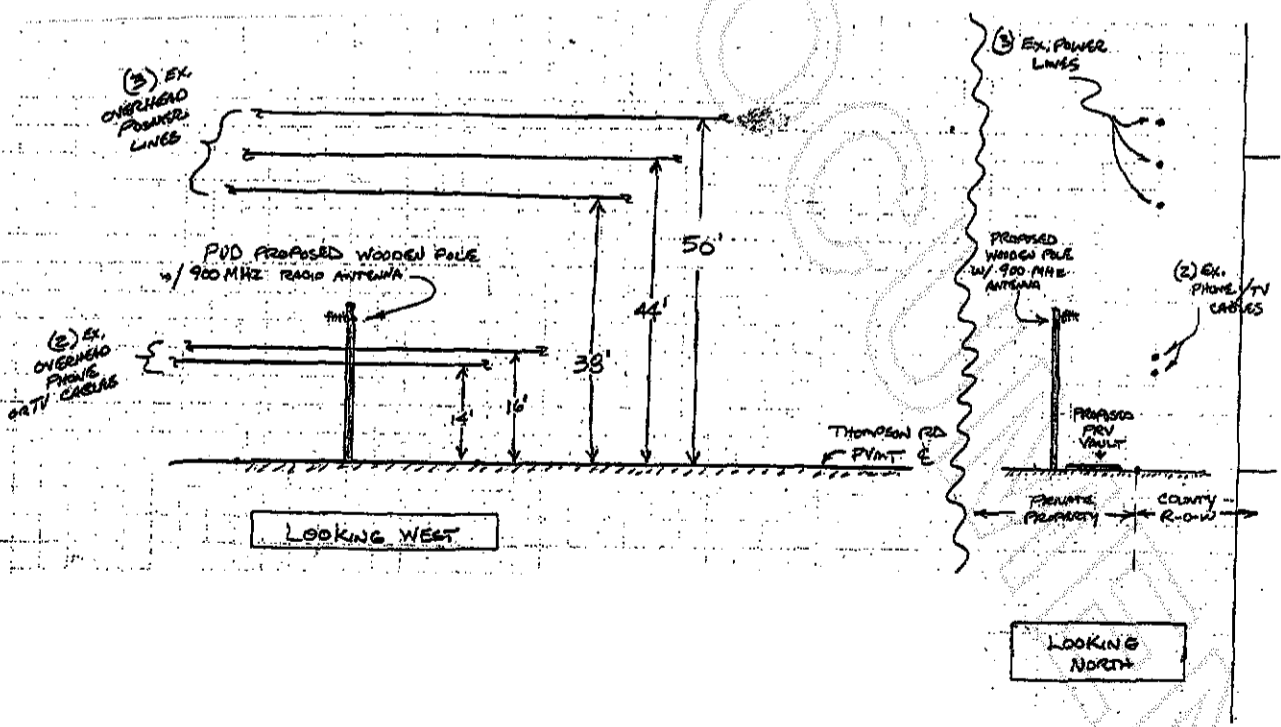 (3) EX.
OVERHEAD
POWER
LINES
PUD PROPOSED WOODEN POLE
w/ 900 MHZ RADIO ANTENNA
(2) EX.
OVERHEAD
PHONE
OR TV CABLES
14'
16'
38'
44'
50'
THOMPSON RD
PVMT ℄
LOOKING WEST
(3) EX. POWER
LINES
PROPOSED
WOODEN POLE
W/ 900 MHZ
ANTENNA
(2) EX.
PHONE/TV
CABLES
PROPOSED
PRV
VAULT
PRIVATE
PROPERTY
COUNTY
R-O-W
LOOKING
NORTH